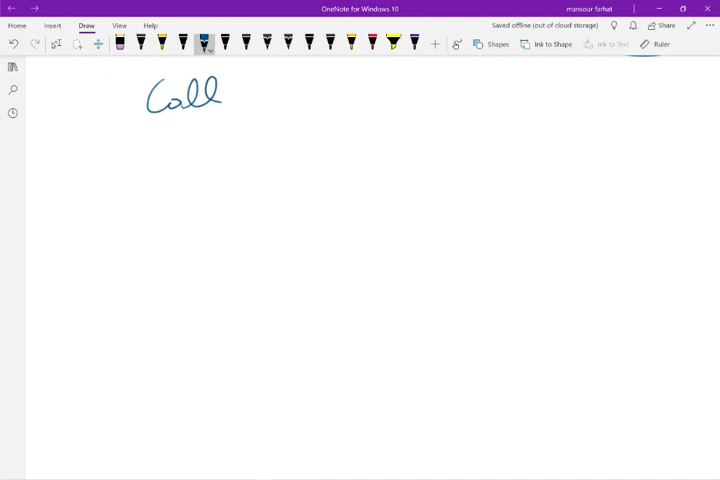 OneNote for Windows 10
mansour farhat
Home Insert Draw View Help
Saved offline (out of cloud storage)
Share
Shapes
Ink to Shape
Ink to Text
Ruler
Call